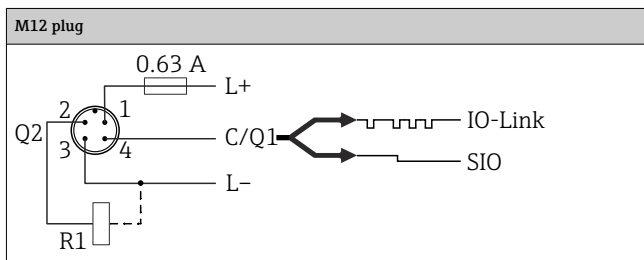 M12 plug
0.63 A
L+
2 1
Q2
3 4
C/Q1
IO-Link
SIO
L–
R1